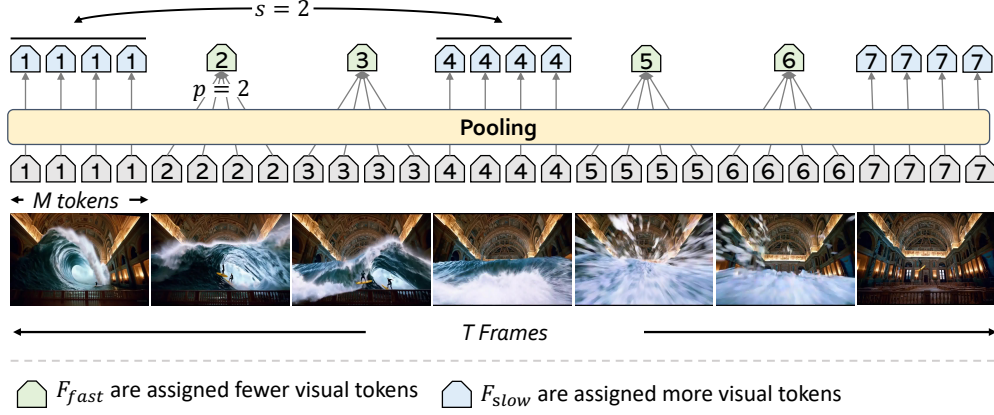 s = 2
1 1 1 1 2 3 4 4 4 4 5 6 7 7 7 7
p = 2
Pooling
1 1 1 1 2 2 2 2 3 3 3 3 4 4 4 4 5 5 5 5 6 6 6 6 7 7 7 7
M tokens
T Frames
F_fast are assigned fewer visual tokens
F_slow are assigned more visual tokens